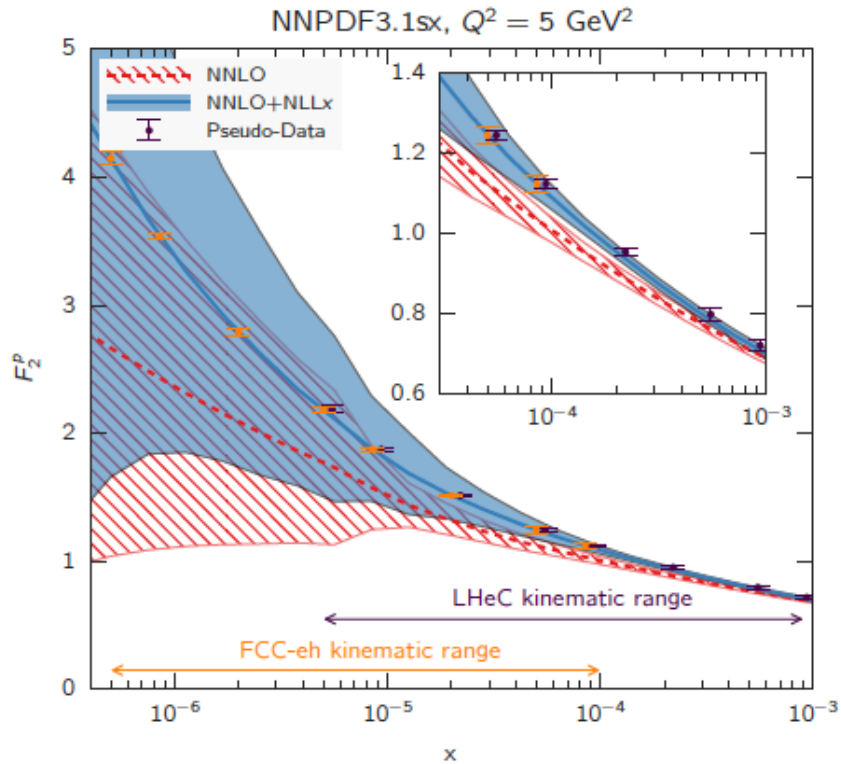 NNPDF3.1sx, Q² = 5 GeV²
NNLO
NNLO+NLLx
Pseudo-Data
5
4
3
2
1
0
F₂ᵖ
1.4
1.2
1.0
0.8
0.6
10⁻⁴ 10⁻³
LHeC kinematic range
FCC-eh kinematic range
10⁻⁶ 10⁻⁵ 10⁻⁴ 10⁻³
x